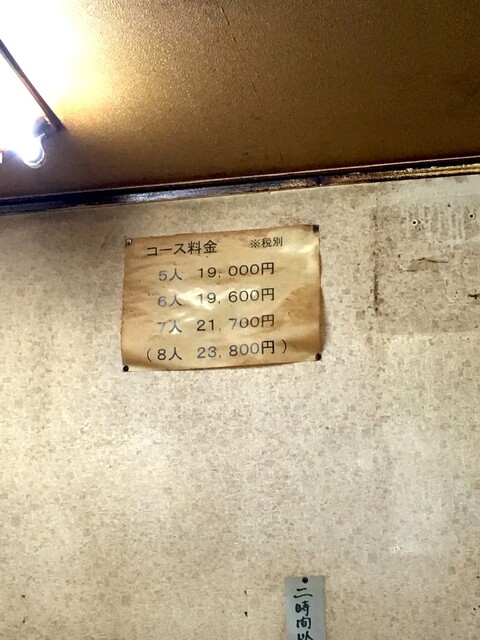 コース料金 ※税別
5人 19,000円
6人 19,600円
7人 21,700円
(8人 23,800円)
二時間以